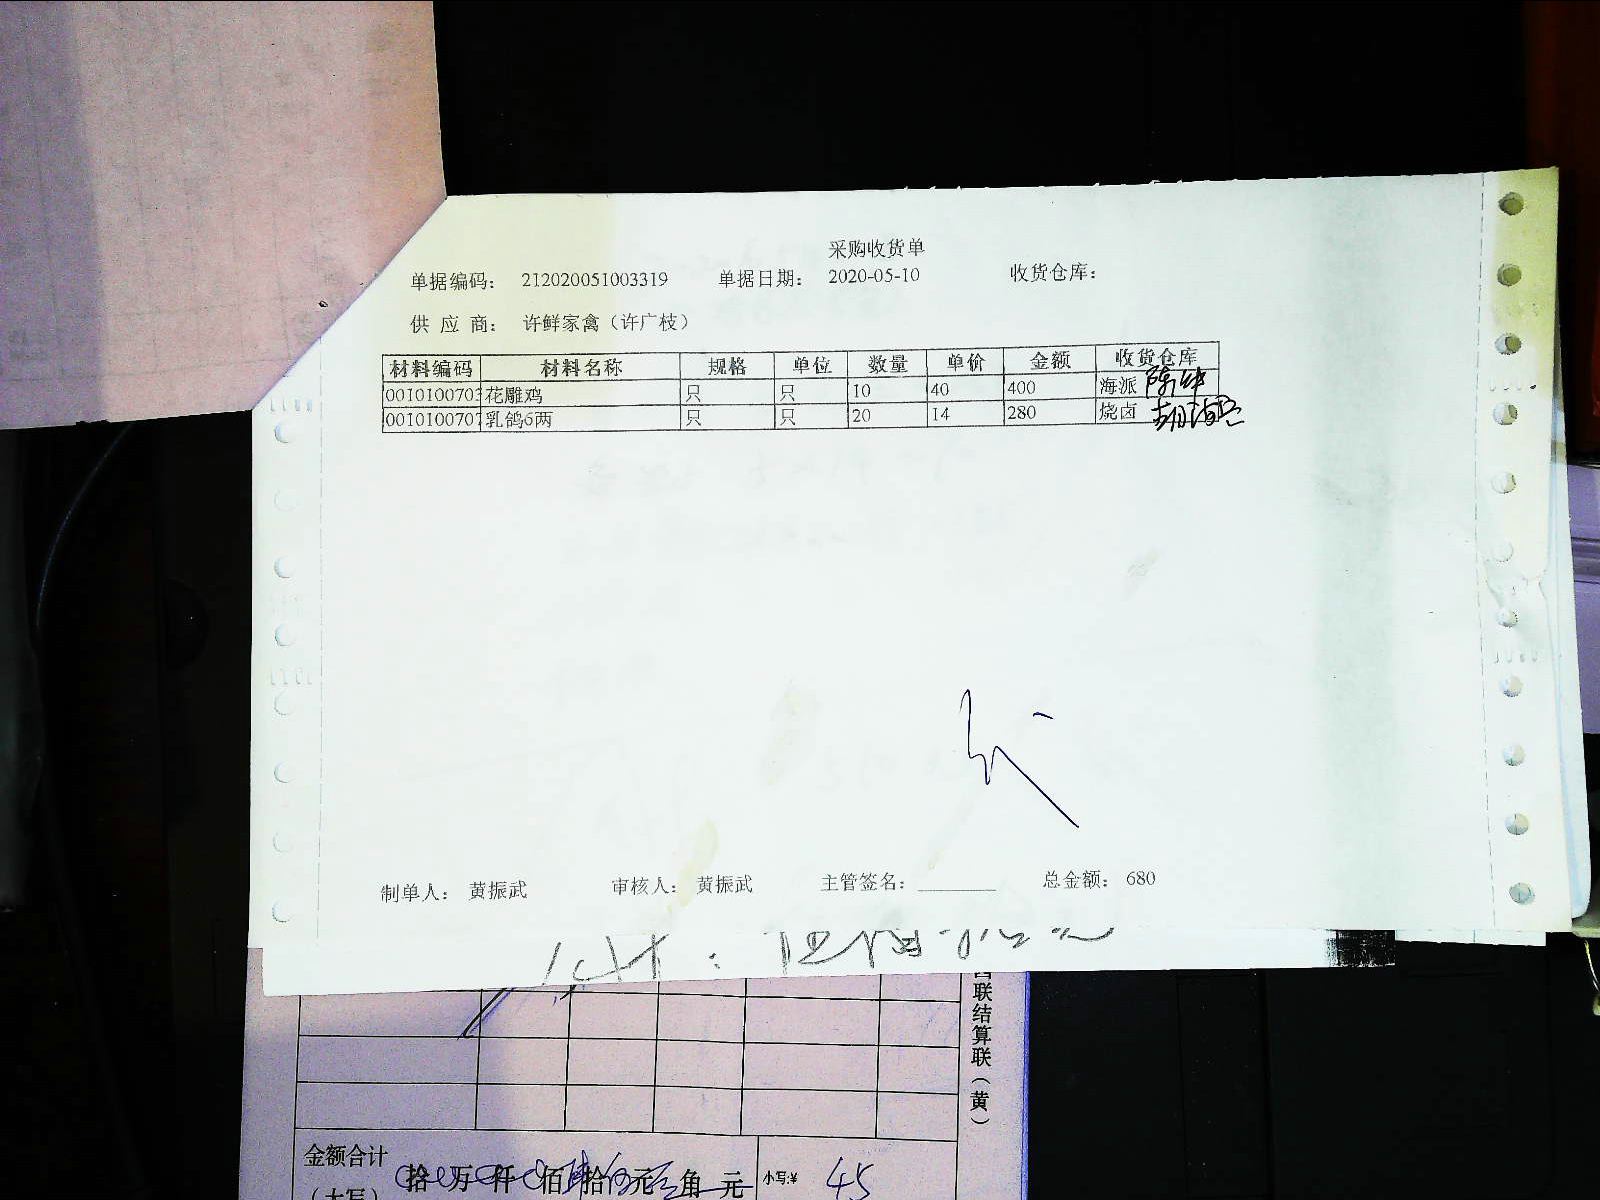 采购收货单
单据编码： 212020051003319 单据日期： 2020-05-10 收货仓库：
供 应 商： 许鲜家禽（许广枝）
材料编码 材料名称 规格 单位 数量 单价 金额 收货仓库
0010100703 花雕鸡 只 只 10 40 400 海派
0010100707 乳鸽6两 只 只 20 14 280 烧卤
制单人： 黄振武 审核人： 黄振武 主管签名： 总金额： 680
联结算联（黄）
金额合计
（大写） 拾 万 仟 佰 拾 元 角 元 小写:¥ 45